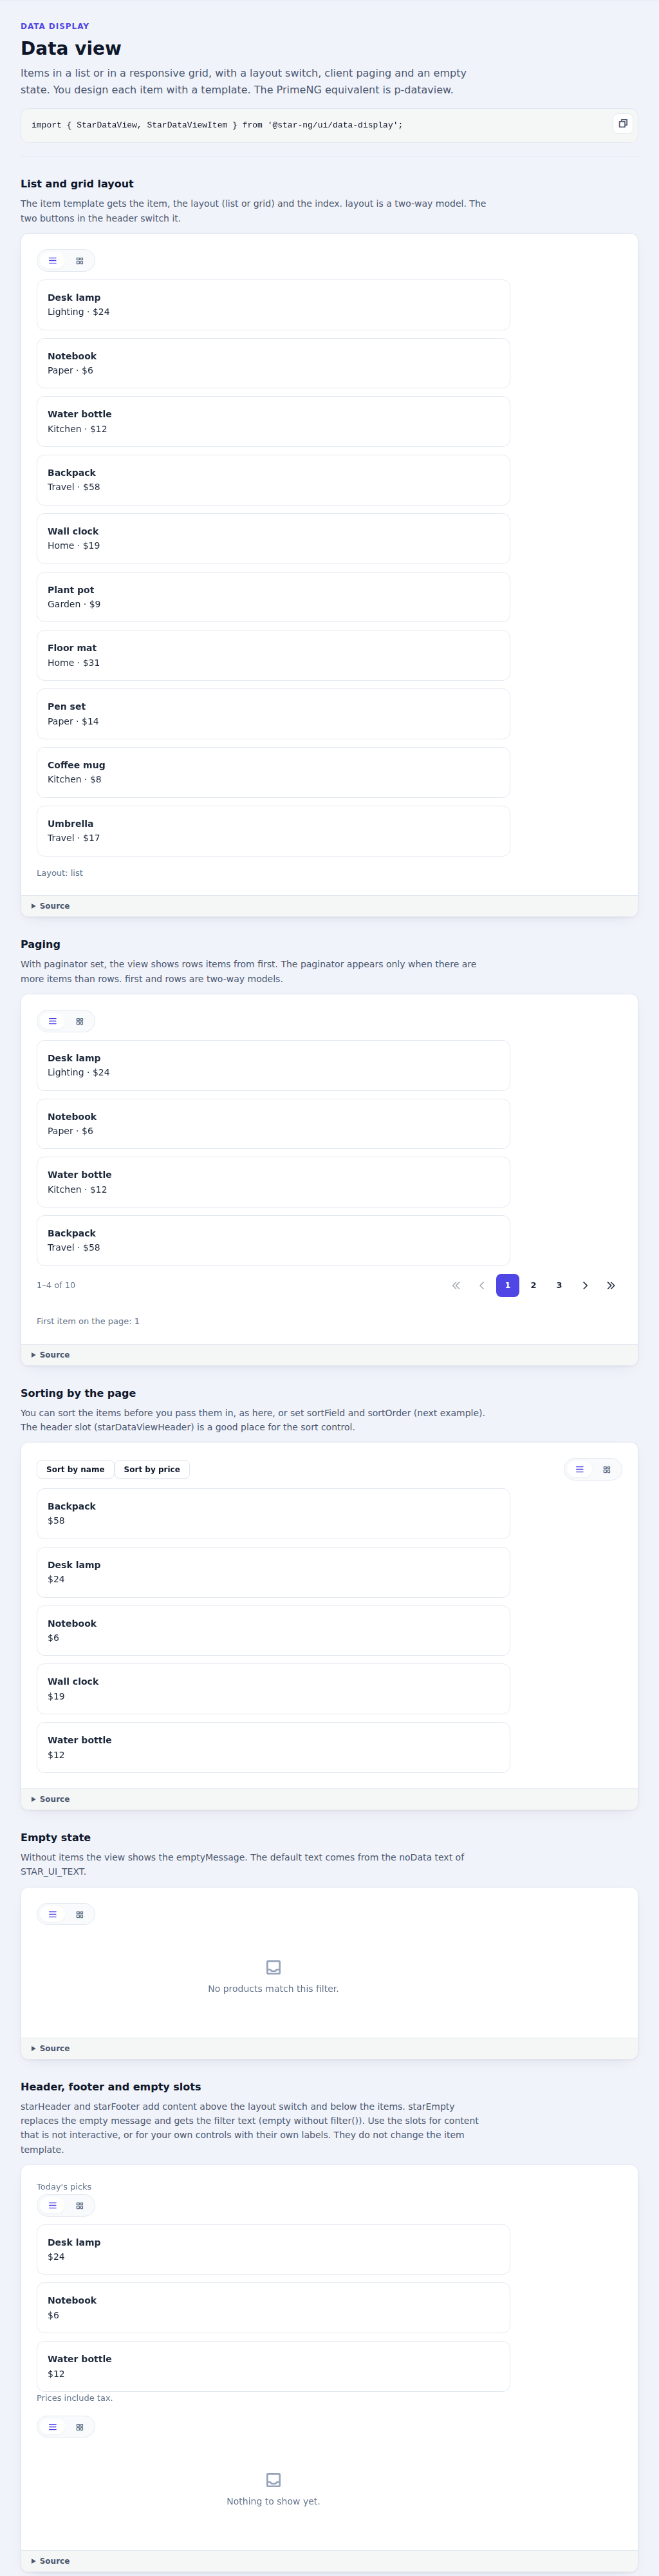 DATA DISPLAY
Data view
Items in a list or in a responsive grid, with a layout switch, client paging and an empty
state. You design each item with a template. The PrimeNG equivalent is p-dataview.
import { StarDataView, StarDataViewItem } from '@star-ng/ui/data-display';
List and grid layout
The item template gets the item, the layout (list or grid) and the index. layout is a two-way model. The
two buttons in the header switch it.
Desk lamp
Lighting · $24
Notebook
Paper · $6
Water bottle
Kitchen · $12
Backpack
Travel · $58
Wall clock
Home · $19
Plant pot
Garden · $9
Floor mat
Home · $31
Pen set
Paper · $14
Coffee mug
Kitchen · $8
Umbrella
Travel · $17
Layout: list
Source
Paging
With paginator set, the view shows rows items from first. The paginator appears only when there are
more items than rows. first and rows are two-way models.
Desk lamp
Lighting · $24
Notebook
Paper · $6
Water bottle
Kitchen · $12
Backpack
Travel · $58
1–4 of 10 1 2 3
First item on the page: 1
Source
Sorting by the page
You can sort the items before you pass them in, as here, or set sortField and sortOrder (next example).
The header slot (starDataViewHeader) is a good place for the sort control.
Sort by name Sort by price
Backpack
$58
Desk lamp
$24
Notebook
$6
Wall clock
$19
Water bottle
$12
Source
Empty state
Without items the view shows the emptyMessage. The default text comes from the noData text of
STAR_UI_TEXT.
No products match this filter.
Source
Header, footer and empty slots
starHeader and starFooter add content above the layout switch and below the items. starEmpty
replaces the empty message and gets the filter text (empty without filter()). Use the slots for content
that is not interactive, or for your own controls with their own labels. They do not change the item
template.
Today's picks
Desk lamp
$24
Notebook
$6
Water bottle
$12
Prices include tax.
Nothing to show yet.
Source